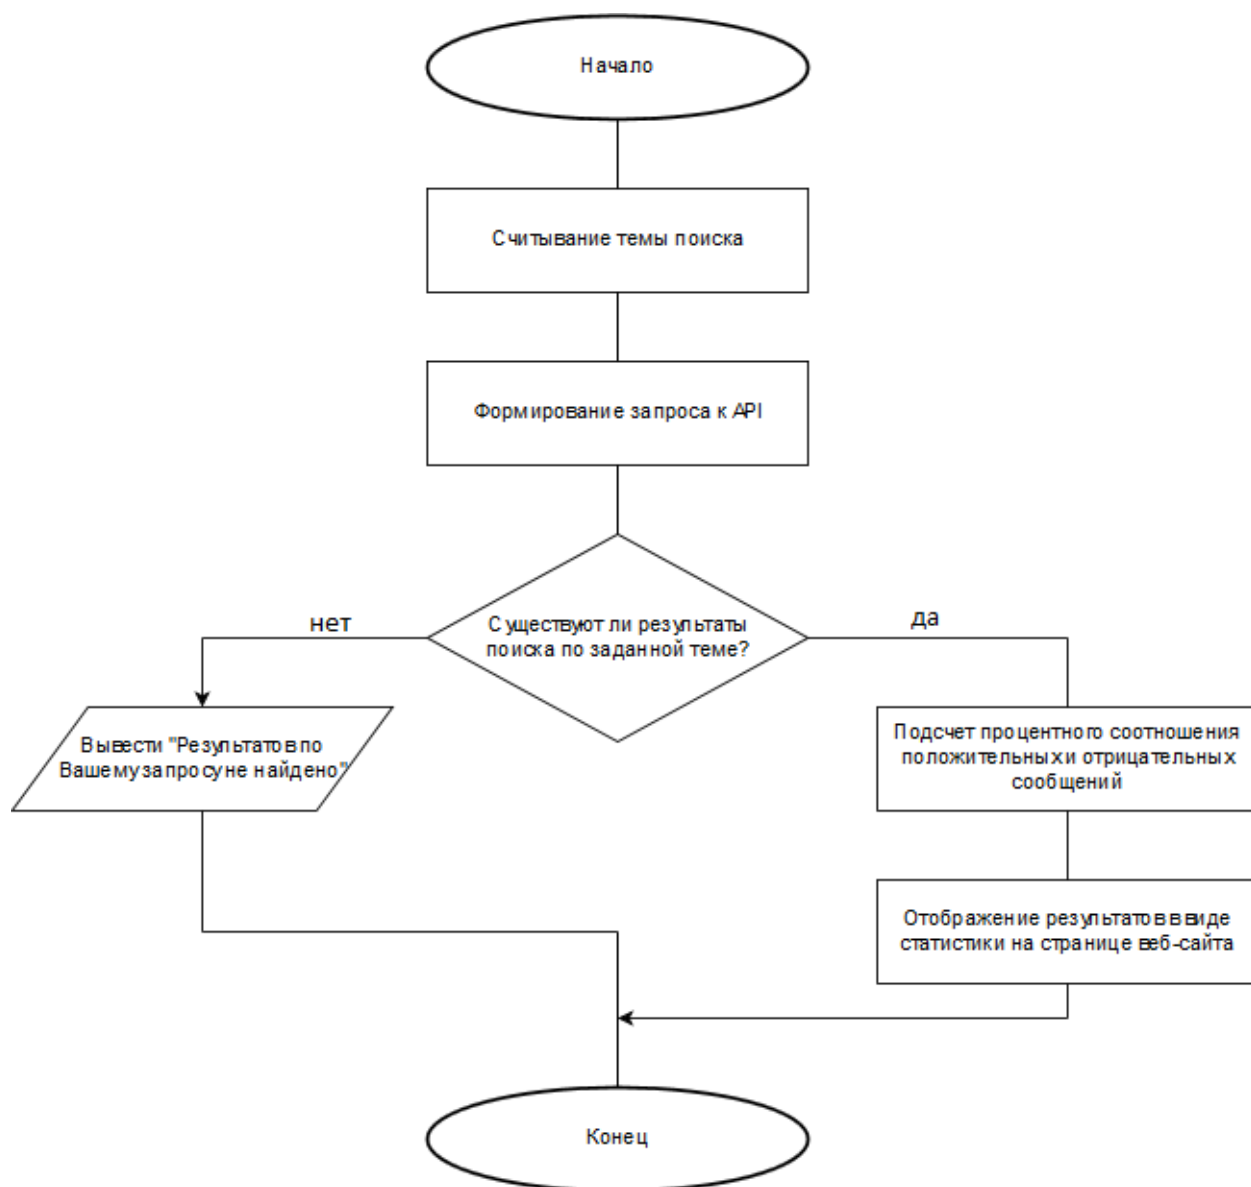 Начало
Считывание темы поиска
Формирование запроса к API
Существуют ли результаты
поиска по заданной теме?
нет
да
Вывести "Результатов по
Вашему запросу не найдено"
Подсчет процентного соотношения
положительных и отрицательных
сообщений
Отображение результатов в виде
статистики на странице веб-сайта
Конец